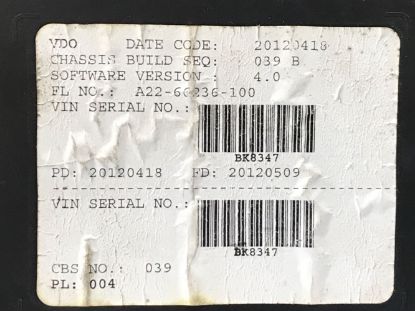 VDO DATE CODE: 20120418
CHASSIS BUILD SEQ: 039 B
SOFTWARE VERSION : 4.0
FL NO.: A22-66236-100
VIN SERIAL NO.:
BK8347
PD: 20120418 FD: 20120509
VIN SERIAL NO.:
BK8347
CBS NO.: 039
PL: 004